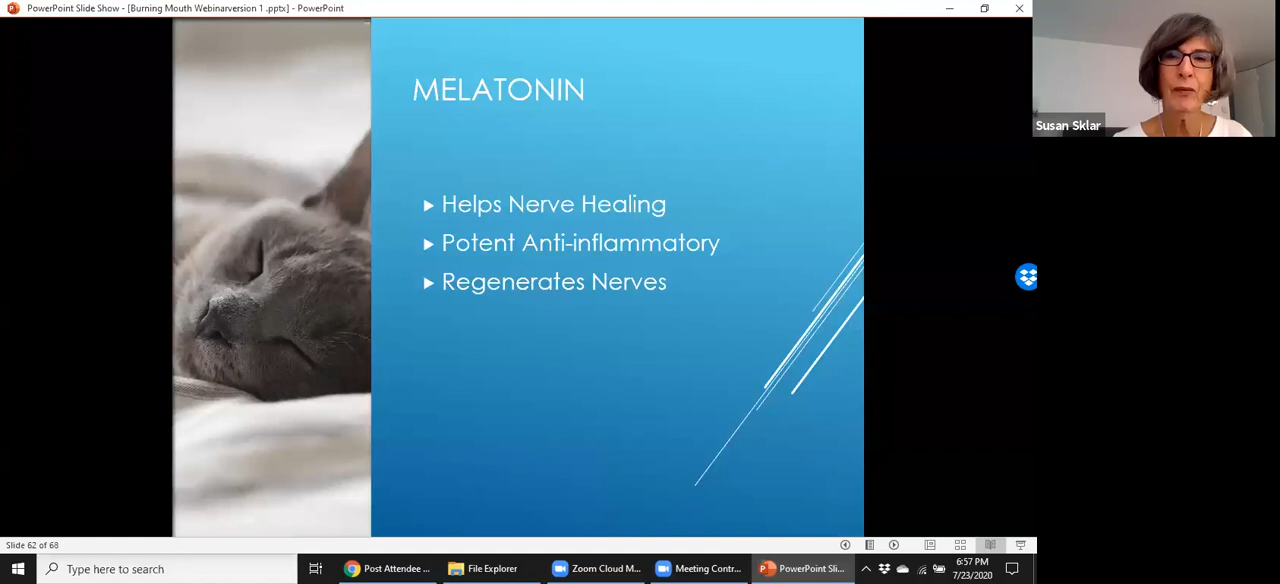 PowerPoint Slide Show - [Burning Mouth Webinarversion 1 .pptx] - PowerPoint
Susan Sklar
MELATONIN
Helps Nerve Healing
Potent Anti-inflammatory
Regenerates Nerves
Slide 62 of 68
Type here to search
Post Attendee ...
File Explorer
Zoom Cloud M...
Meeting Contr...
PowerPoint Sli...
6:57 PM
7/23/2020